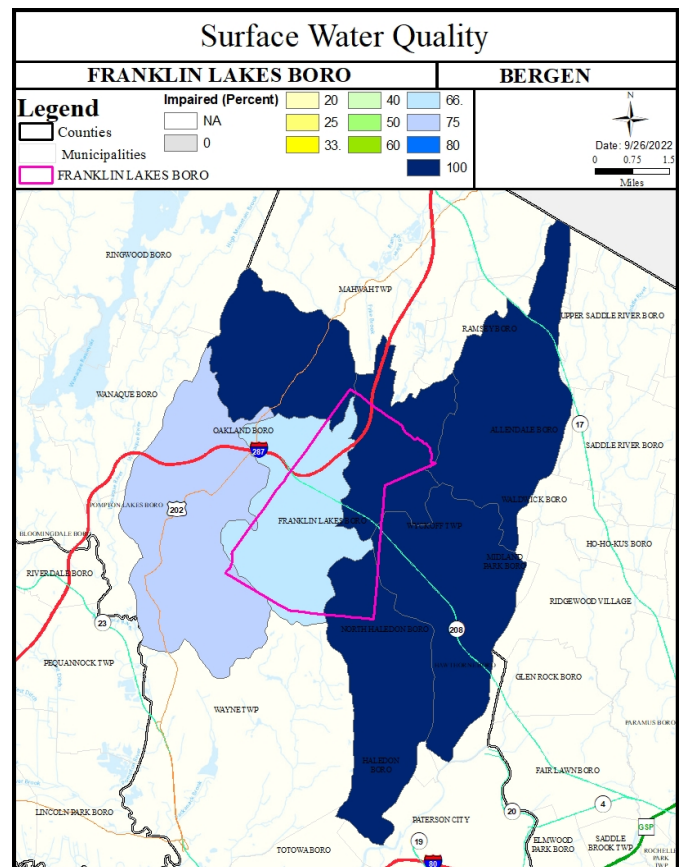 Surface Water Quality
FRANKLIN LAKES BORO
BERGEN
Legend
Counties
Municipalities
FRANKLIN LAKES BORO
Impaired (Percent)
NA
0
20
25
33.
40
50
60
66.
75
80
100
N
Date: 9/26/2022
0 0.75 1.5
Miles
RINGWOOD BORO
MAHWAH TWP
RAMSEY BORO
UPPER SADDLE RIVER BORO
WANAQUE BORO
OAKLAND BORO
ALLENDALE BORO
17
SADDLE RIVER BORO
287
POMPTON LAKES BORO
202
WALDWICK BORO
FRANKLIN LAKES BORO
WYCKOFF TWP
BLOOMINGDALE BORO
HO-HO-KUS BORO
MIDLAND
PARK BORO
RIVERDALE BORO
RIDGEWOOD VILLAGE
23
NORTH HALEDON BORO
208
PEQUANNOCK TWP
GLEN ROCK BORO
WAYNE TWP
PARAMUS BORO
HALEDON
BORO
FAIR LAWN BORO
LINCOLN PARK BORO
20
4
PATERSON CITY
GSP
19
ELMWOOD
PARK BORO
SADDLE
BROOK TWP
ROCHELLE
PARK
TWP
TOTOWA BORO
80